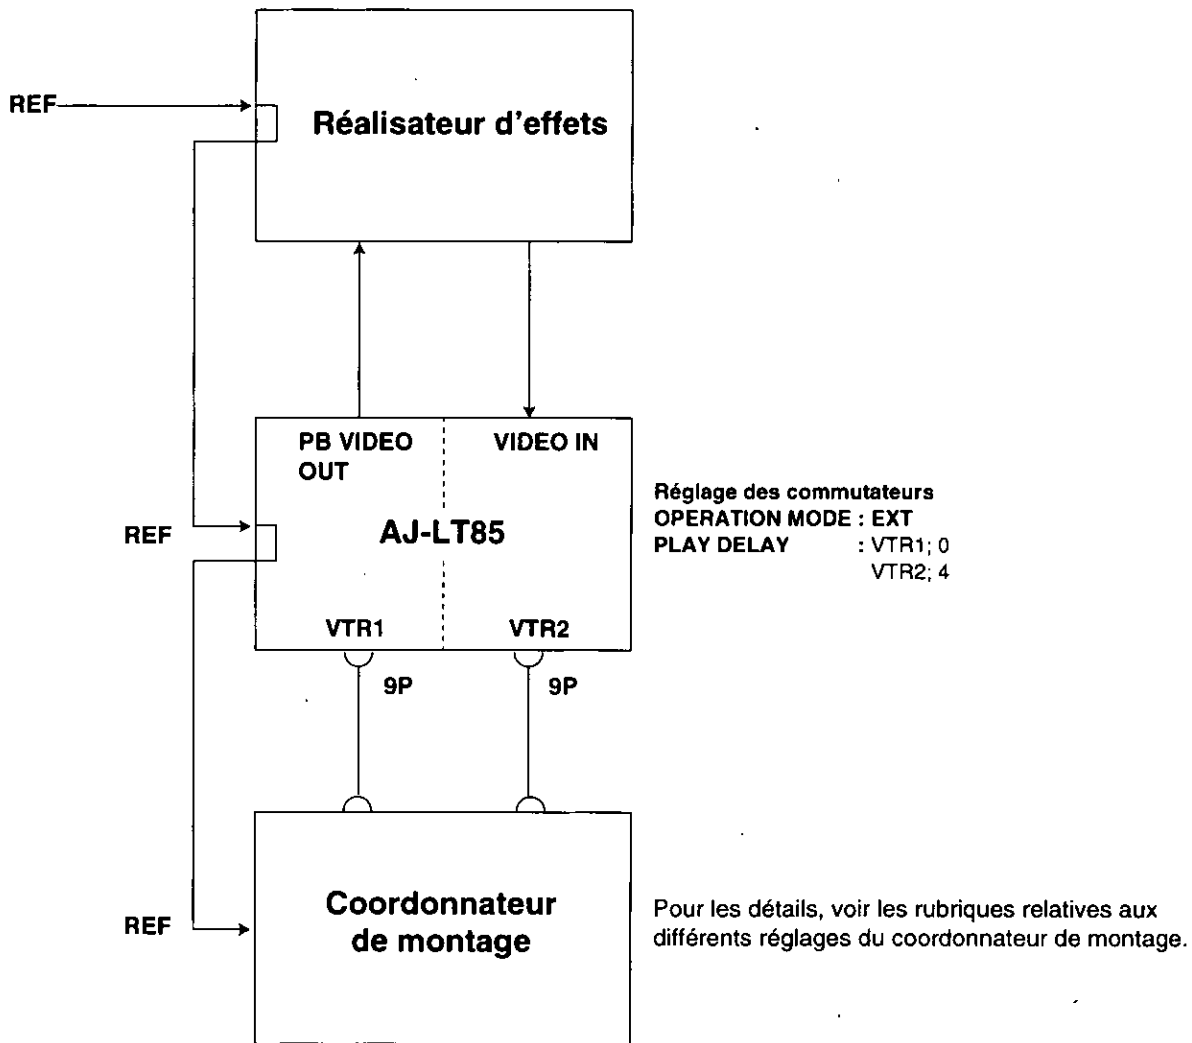 REF
Réalisateur d'effets
PB VIDEO
OUT
VIDEO IN
REF
AJ-LT85
Réglage des commutateurs
OPERATION MODE : EXT
PLAY DELAY : VTR1; 0
VTR2; 4
VTR1
VTR2
9P
9P
REF
Coordonnateur
de montage
Pour les détails, voir les rubriques relatives aux
différents réglages du coordonnateur de montage.